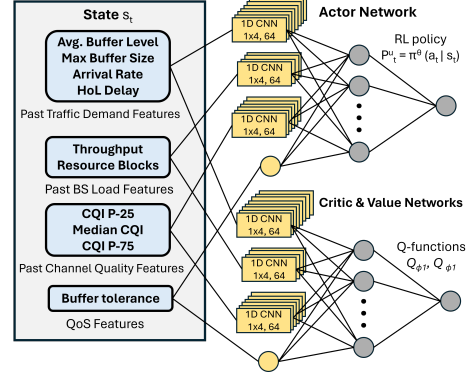 State s_t
Avg. Buffer Level
Max Buffer Size
Arrival Rate
HoL Delay
Past Traffic Demand Features
Throughput
Resource Blocks
Past BS Load Features
CQI P-25
Median CQI
CQI P-75
Past Channel Quality Features
Buffer tolerance
QoS Features
Actor Network
1D CNN
1x4, 64
1D CNN
1x4, 64
1D CNN
1x4, 64
RL policy
P^u_t = π^θ (a_t | s_t)
Critic & Value Networks
1D CNN
1x4, 64
1D CNN
1x4, 64
1D CNN
1x4, 64
Q-functions
Q_ϕ1, Q_ϕ1